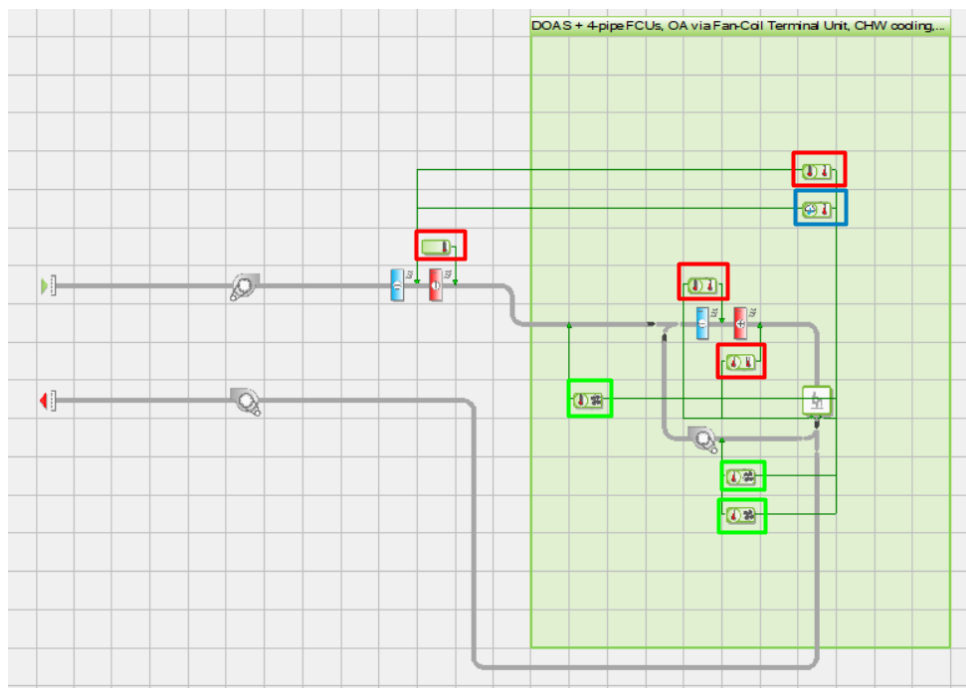 DOAS + 4-pipe FCUs, OA via Fan-Coil Terminal Unit, CHW cooling,...